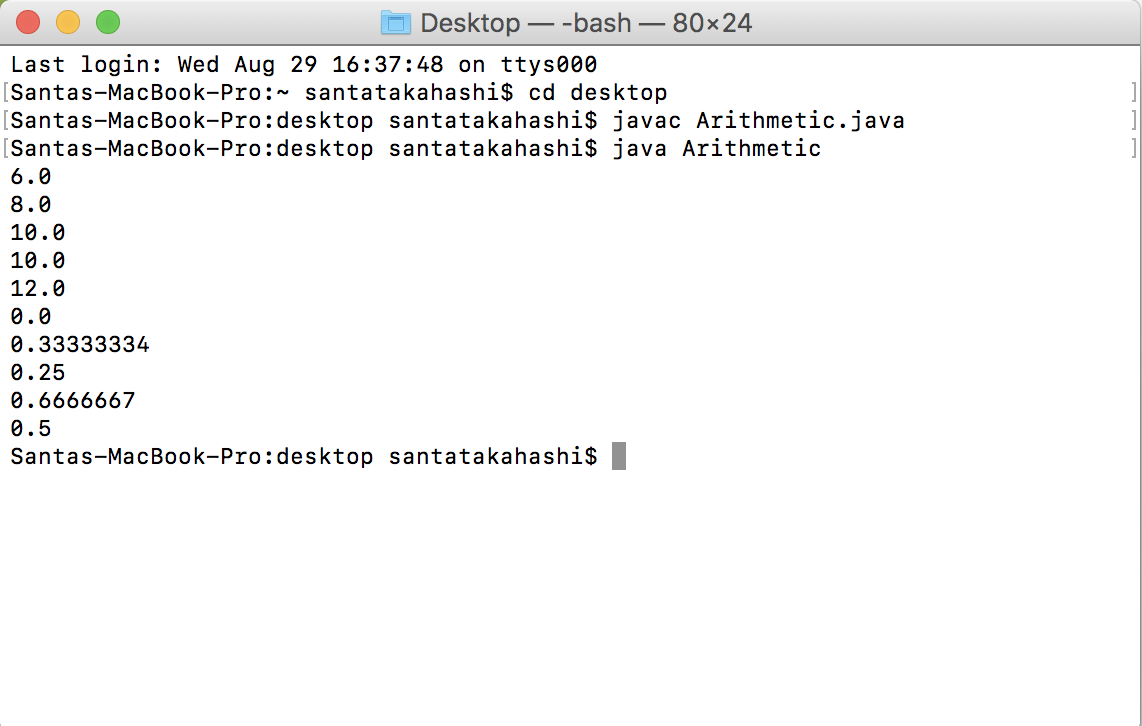 Desktop — -bash — 80×24
Last login: Wed Aug 29 16:37:48 on ttys000
[Santas-MacBook-Pro:~ santatakahashi$ cd desktop ]
[Santas-MacBook-Pro:desktop santatakahashi$ javac Arithmetic.java ]
[Santas-MacBook-Pro:desktop santatakahashi$ java Arithmetic ]
6.0
8.0
10.0
10.0
12.0
0.0
0.33333334
0.25
0.6666667
0.5
Santas-MacBook-Pro:desktop santatakahashi$